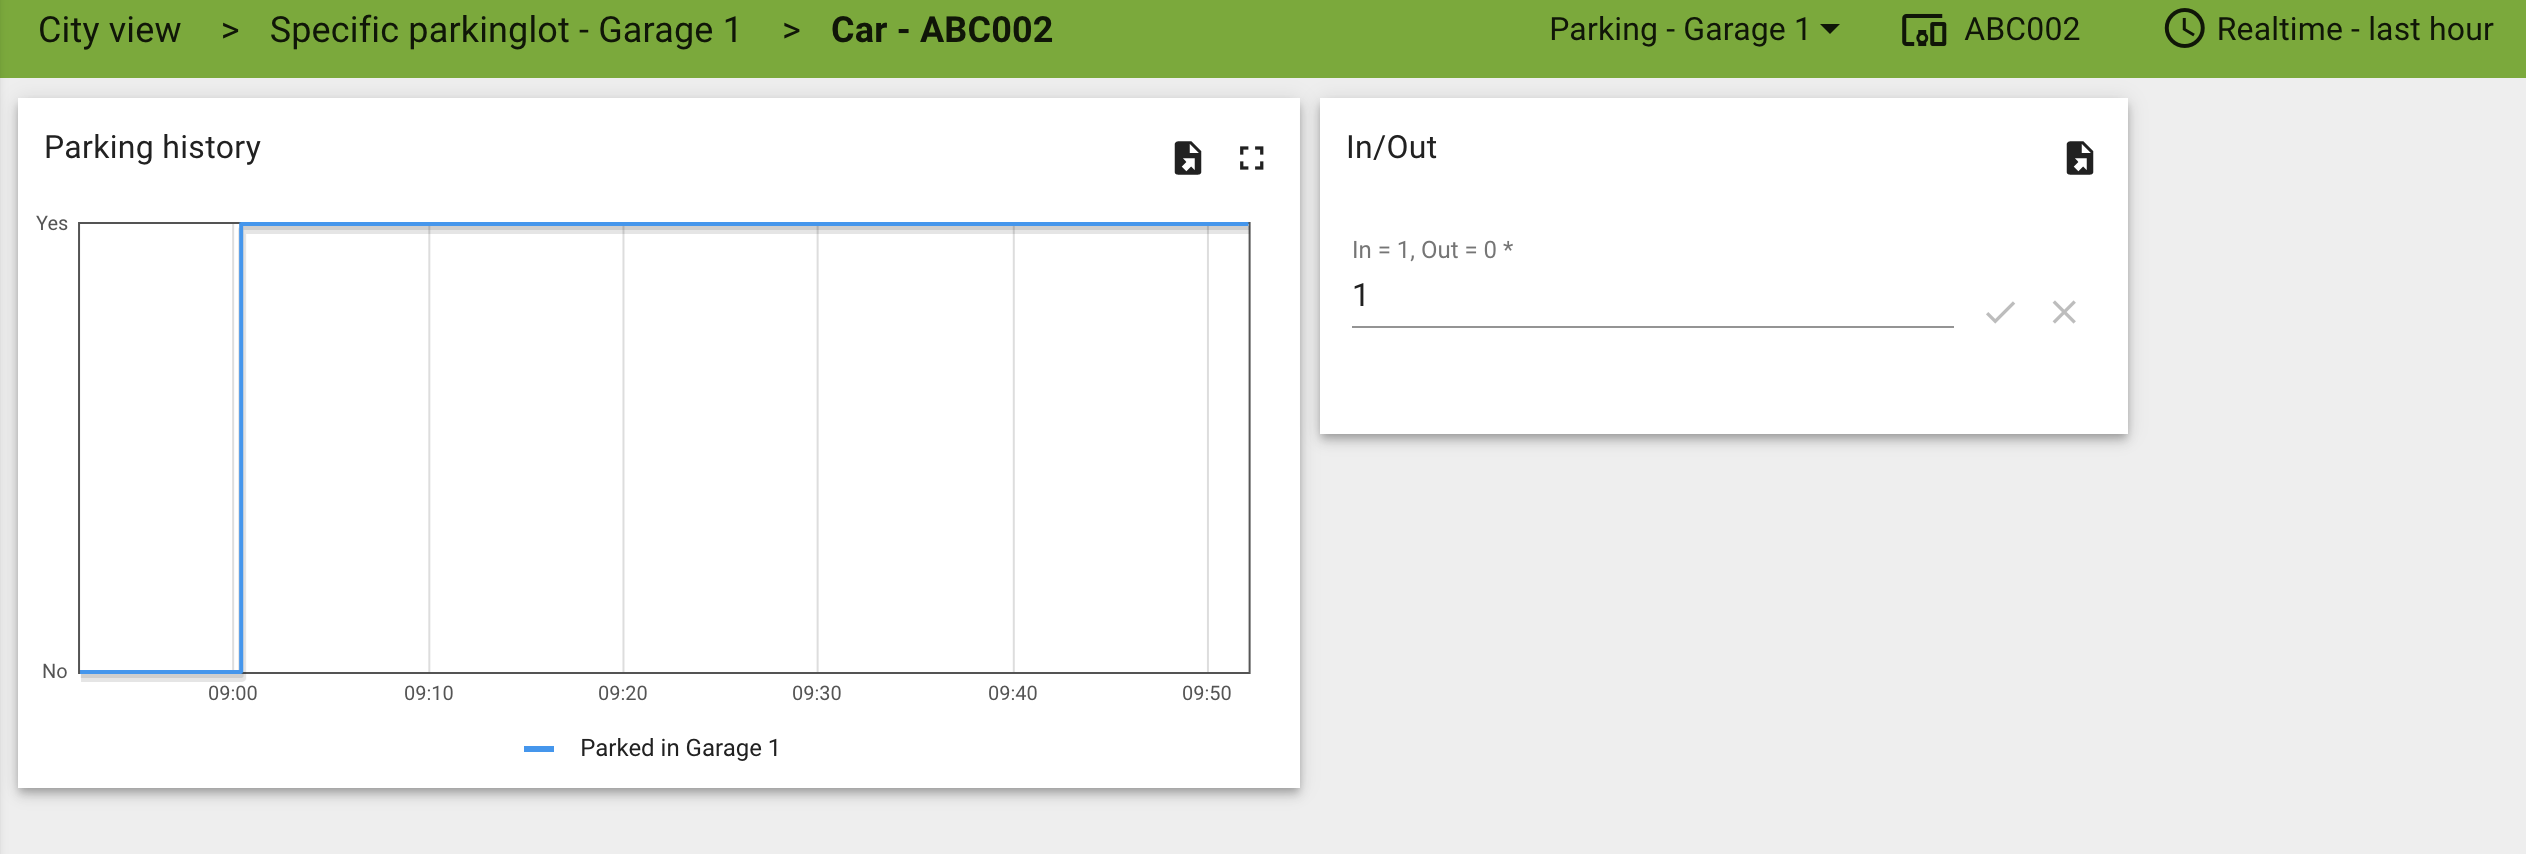 City view > Specific parkinglot - Garage 1 > Car - ABC002 Parking - Garage 1 ABC002 Realtime - last hour
Parking history
Yes
No
09:00 09:10 09:20 09:30 09:40 09:50
Parked in Garage 1
In/Out
In = 1, Out = 0 *
1